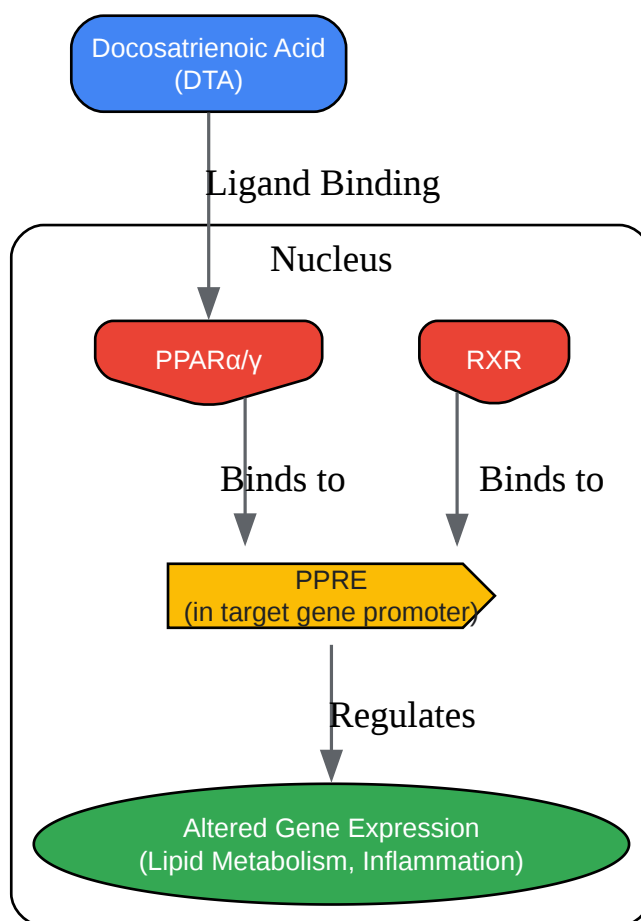 Docosatrienoic Acid
(DTA)
Ligand Binding
Nucleus
PPARα/γ
RXR
Binds to
Binds to
PPRE
(in target gene promoter)
Regulates
Altered Gene Expression
(Lipid Metabolism, Inflammation)